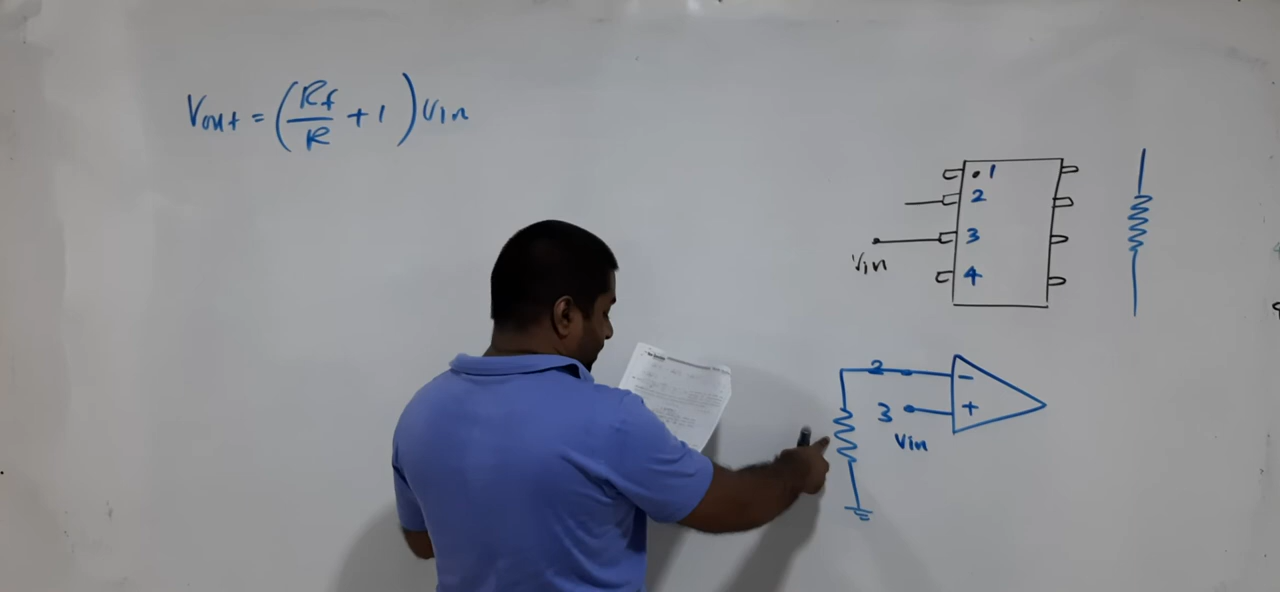 Vout = (Rf/R + 1) Vin
1
2
3
4
Vin
2
-
3
+
Vin